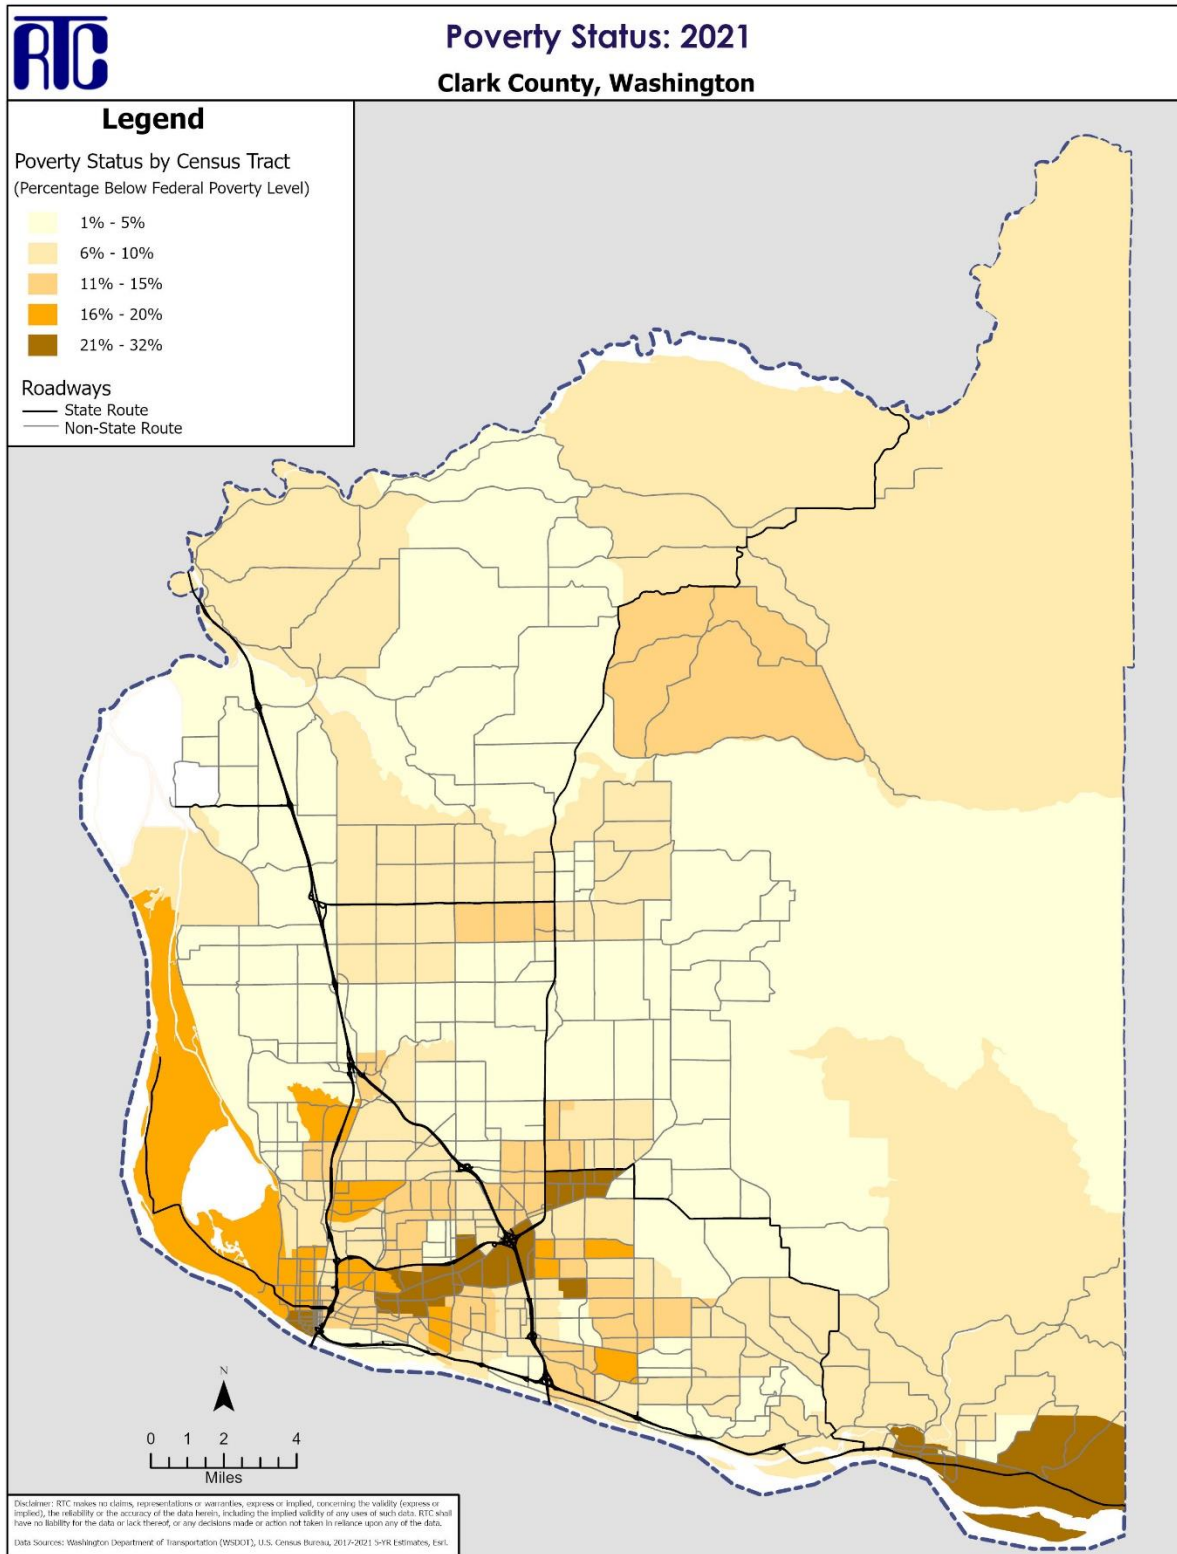 RTC
Poverty Status: 2021
Clark County, Washington
Legend
Poverty Status by Census Tract
(Percentage Below Federal Poverty Level)
1% - 5%
6% - 10%
11% - 15%
16% - 20%
21% - 32%
Roadways
State Route
Non-State Route
N
0 1 2 4
Miles
Disclaimer: RTC makes no claims, representations or warranties, express or implied, concerning the validity (express or
implied), the reliability or the accuracy of the data herein, including the implied validity of any uses of such data. RTC shall
have no liability for the data or lack thereof, or any decisions made or action not taken in reliance upon any of the data.
Data Sources: Washington Department of Transportation (WSDOT), U.S. Census Bureau, 2017-2021 5-YR Estimates, Esri.